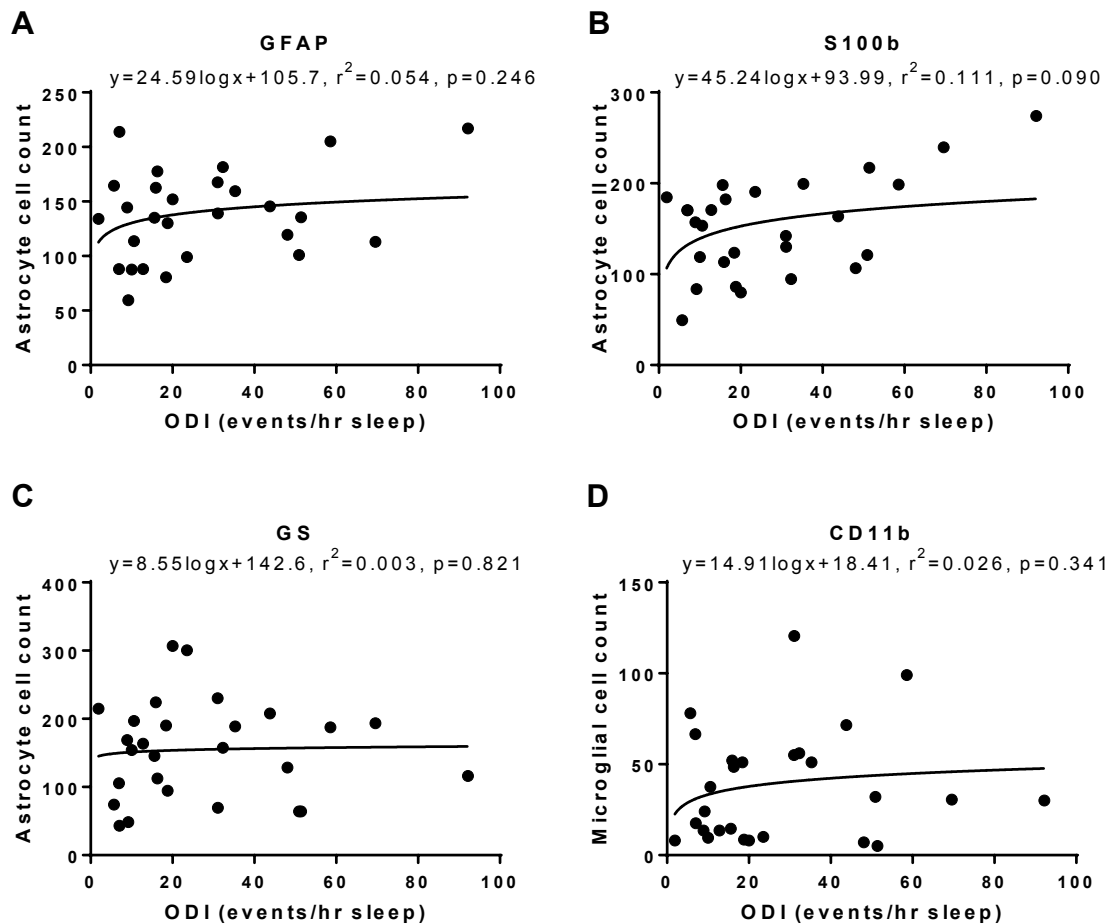 A
GFAP
y=24.59logx+105.7, r²=0.054, p=0.246
250
200
150
100
50
0
Astrocyte cell count
0 20 40 60 80 100
ODI (events/hr sleep)
B
S100b
y=45.24logx+93.99, r²=0.111, p=0.090
300
200
100
0
Astrocyte cell count
0 20 40 60 80 100
ODI (events/hr sleep)
C
GS
y=8.55logx+142.6, r²=0.003, p=0.821
400
300
200
100
0
Astrocyte cell count
0 20 40 60 80 100
ODI (events/hr sleep)
D
CD11b
y=14.91logx+18.41, r²=0.026, p=0.341
150
100
50
0
Microglial cell count
0 20 40 60 80 100
ODI (events/hr sleep)